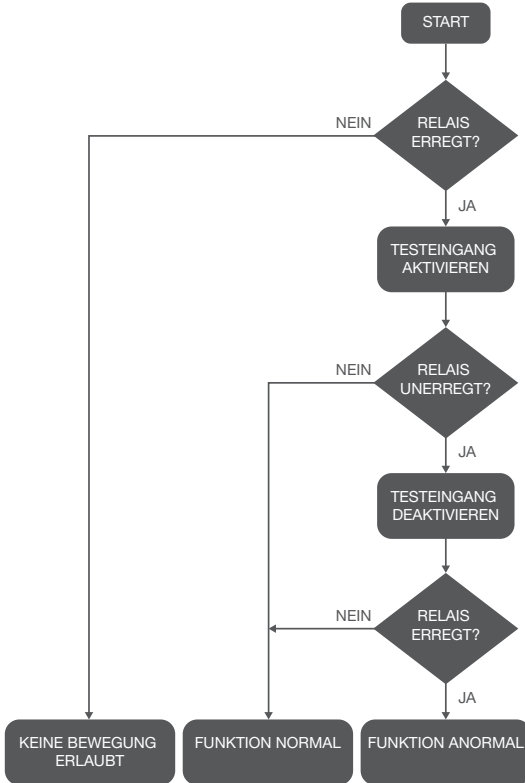 START
NEIN
RELAIS
ERREGT?
JA
TESTEINGANG
AKTIVIEREN
NEIN
RELAIS
UNERREGT?
JA
TESTEINGANG
DEAKTIVIEREN
NEIN
RELAIS
ERREGT?
JA
KEINE BEWEGUNG
ERLAUBT
FUNKTION NORMAL
FUNKTION ANORMAL